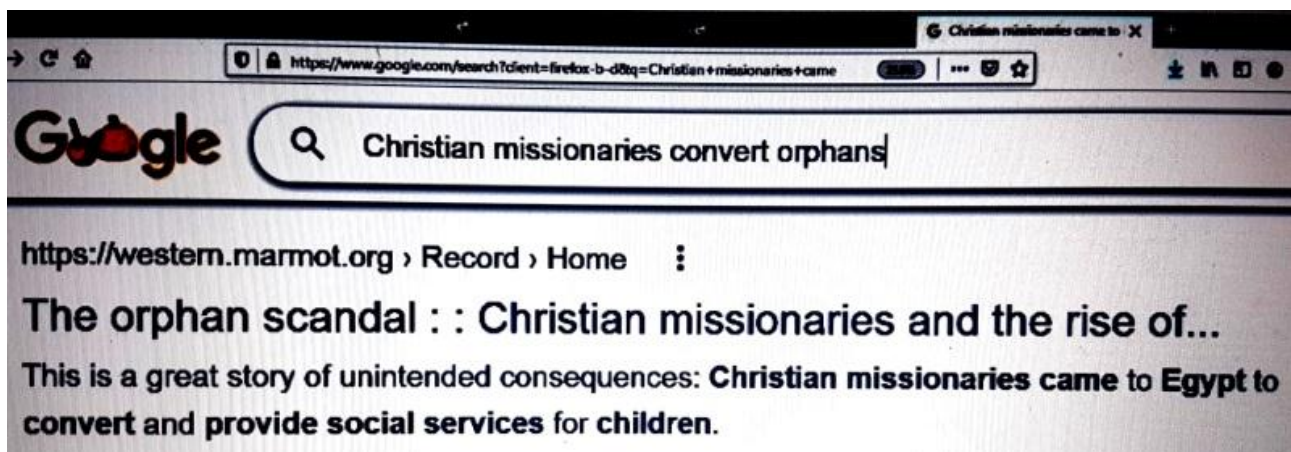 G Christian missionaries came to X
https://www.google.com/search?client=firefox-b-d&q=Christian+missionaries+came
Google
Christian missionaries convert orphans
https://western.marmot.org › Record › Home
The orphan scandal : : Christian missionaries and the rise of...
This is a great story of unintended consequences: Christian missionaries came to Egypt to
convert and provide social services for children.